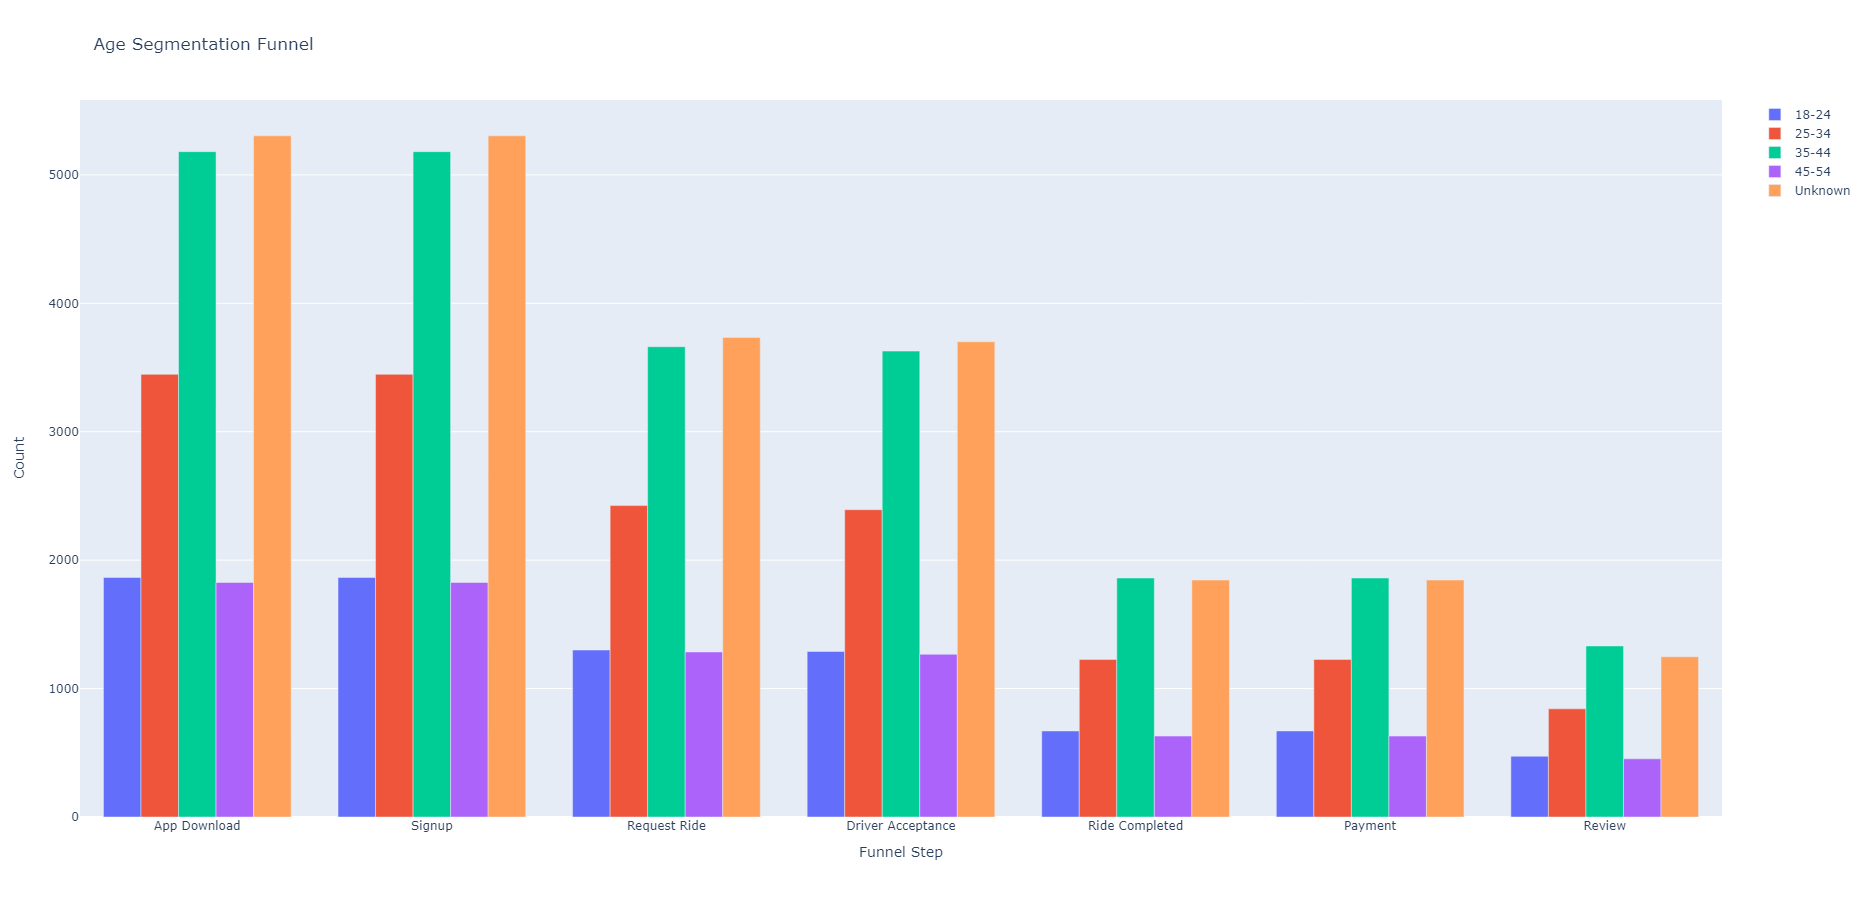 Age Segmentation Funnel
18-24
25-34
35-44
45-54
Unknown
5000
4000
3000
2000
1000
0
Count
App Download
Signup
Request Ride
Driver Acceptance
Ride Completed
Payment
Review
Funnel Step